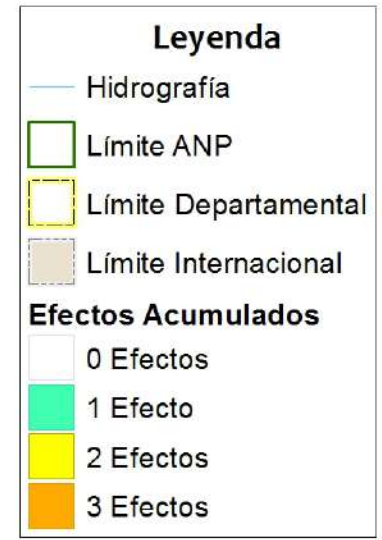 Leyenda
Hidrografía
Límite ANP
Límite Departamental
Límite Internacional
Efectos Acumulados
0 Efectos
1 Efecto
2 Efectos
3 Efectos